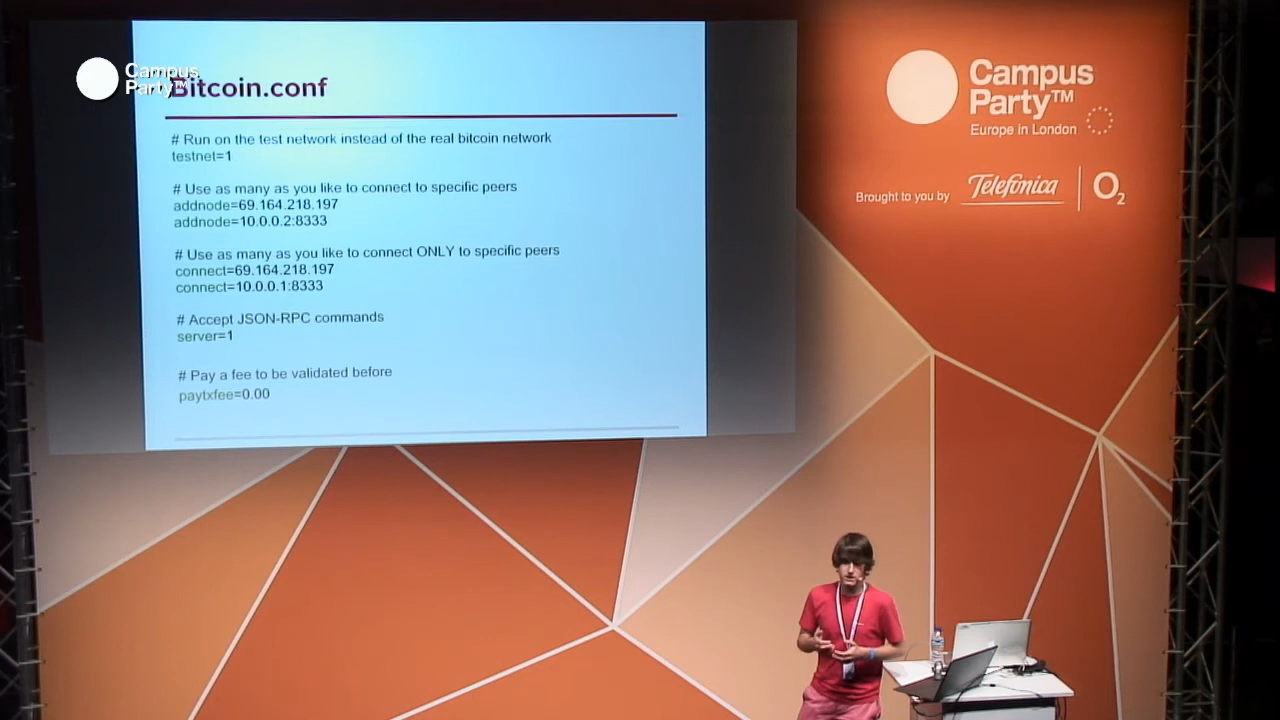 Campus
Party™
Bitcoin.conf
# Run on the test network instead of the real bitcoin network
testnet=1
# Use as many as you like to connect to specific peers
addnode=69.164.218.197
addnode=10.0.0.2:8333
# Use as many as you like to connect ONLY to specific peers
connect=69.164.218.197
connect=10.0.0.1:8333
# Accept JSON-RPC commands
server=1
# Pay a fee to be validated before
paytxfee=0.00
Campus
Party™
Europe in London
Brought to you by Telefónica O2